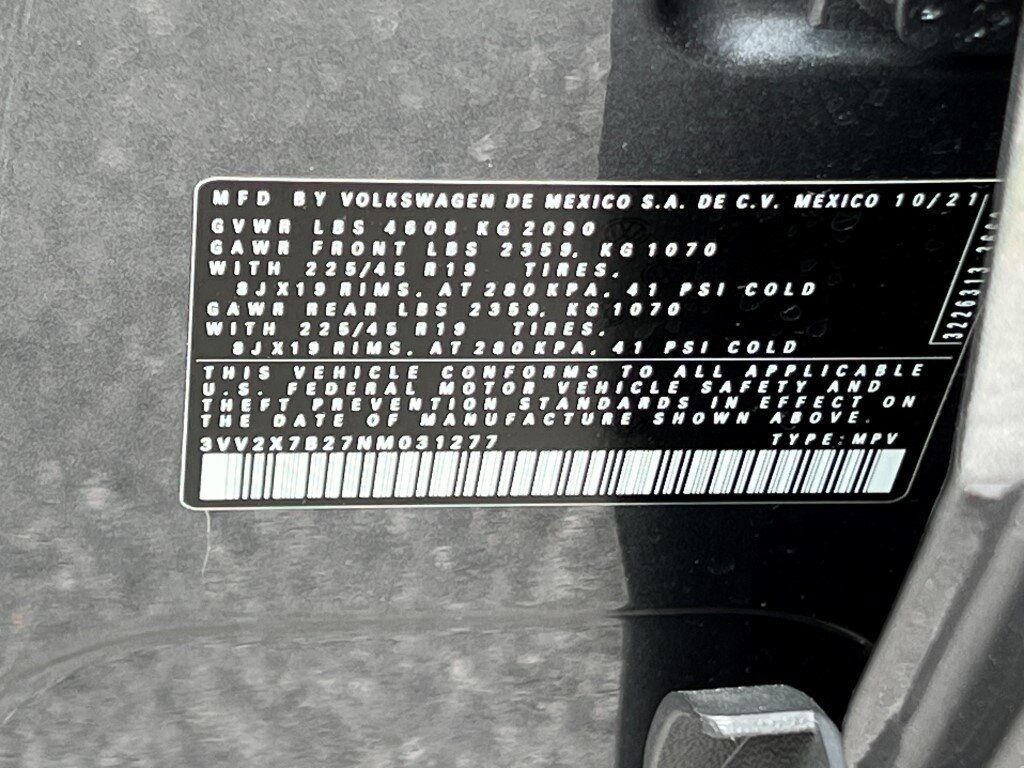 MFD BY VOLKSWAGEN DE MEXICO S.A. DE C.V. MEXICO 10/21
GVWR LBS 4608 KG 2090
GAWR FRONT LBS 2359, KG 1070
WITH 225/45 R19 TIRES,
8JX19 RIMS, AT 280 KPA, 41 PSI COLD
GAWR REAR LBS 2359, KG 1070
WITH 225/45 R19 TIRES,
8JX19 RIMS, AT 280 KPA, 41 PSI COLD
THIS VEHICLE CONFORMS TO ALL APPLICABLE
U.S. FEDERAL MOTOR VEHICLE SAFETY AND
THEFT PREVENTION STANDARDS IN EFFECT ON
THE DATE OF MANUFACTURE SHOWN ABOVE.
3VV2X7B27NM031277 TYPE: MPV
3226313